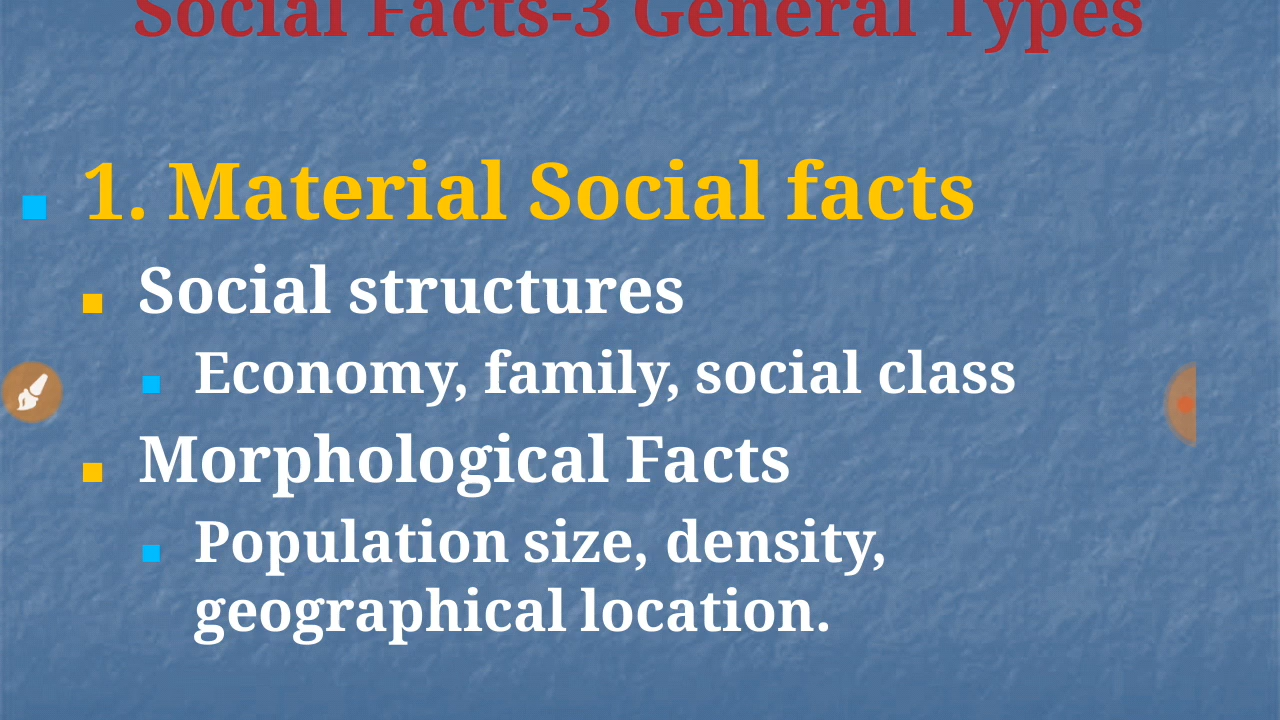 Social Facts-3 General Types
1. Material Social facts
Social structures
Economy, family, social class
Morphological Facts
Population size, density,
geographical location.